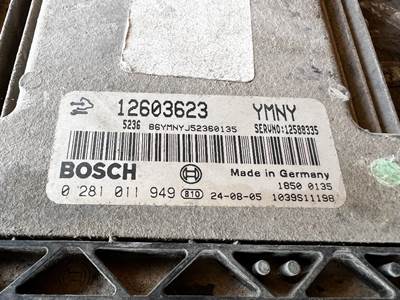 12603623 YMNY
5236 86YMNYJ52360135 SERVNO:12588335
BOSCH Made in Germany
1850 0135
0 281 011 949 810 24-08-05 1039S11198